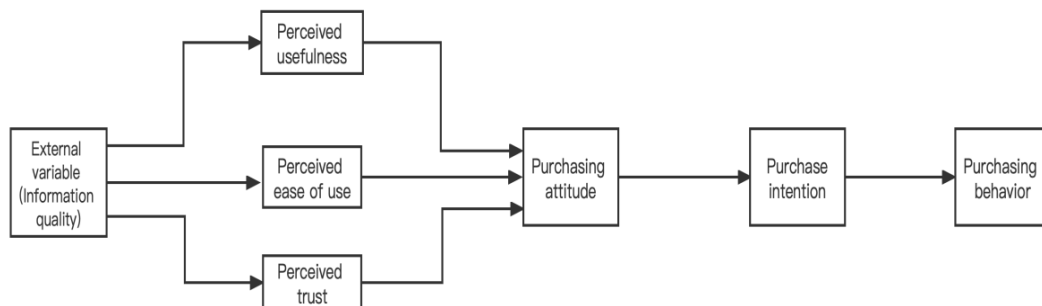 Perceived
usefulness
External
variable
(Information
quality)
Perceived
ease of use
Perceived
trust
Purchasing
attitude
Purchase
intention
Purchasing
behavior